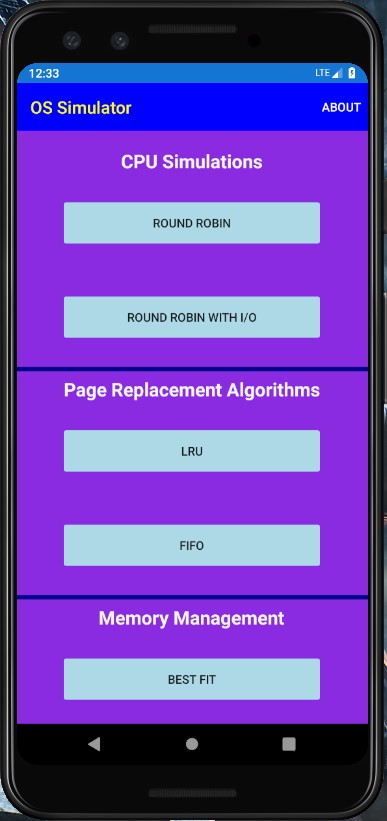 12:33 LTE
OS Simulator ABOUT
CPU Simulations
ROUND ROBIN
ROUND ROBIN WITH I/O
Page Replacement Algorithms
LRU
FIFO
Memory Management
BEST FIT